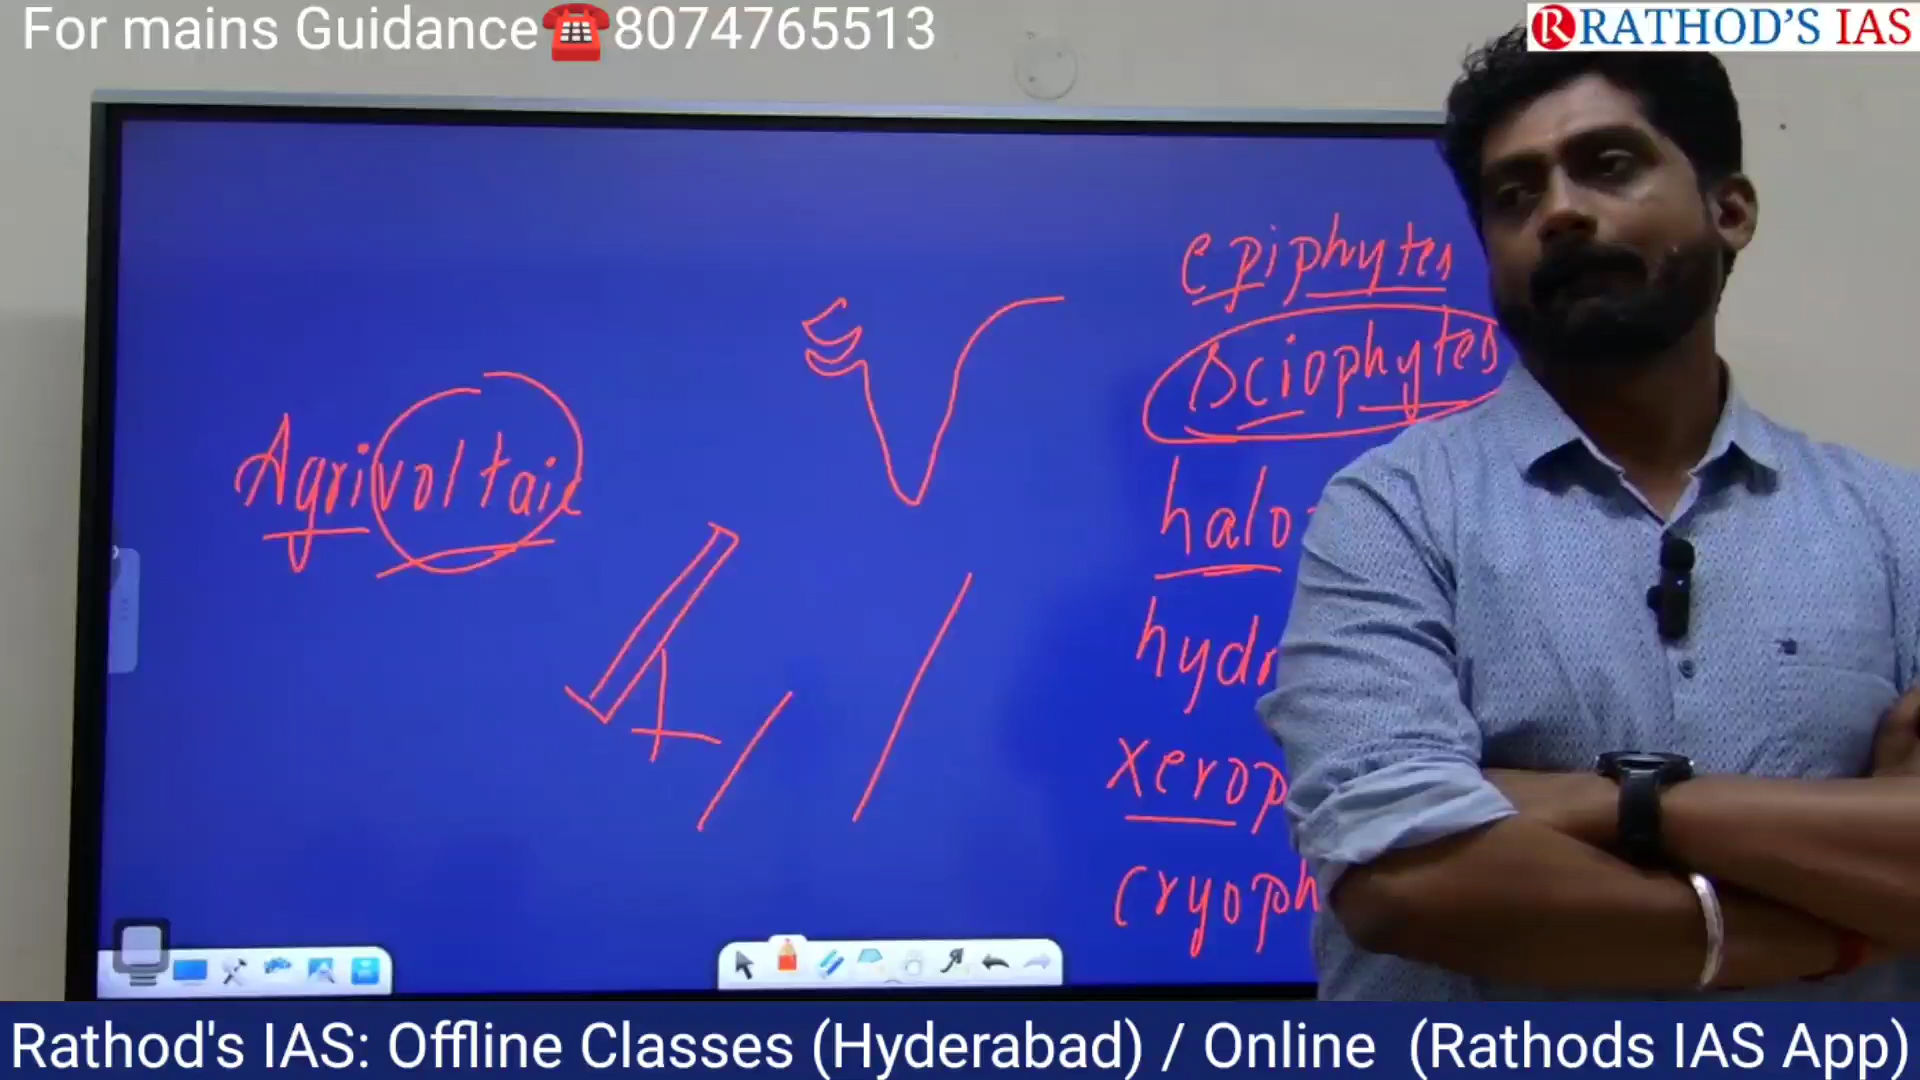 For mains Guidance☎8074765513
RATHOD'S IAS
epiphytes
Sciophytes
Agrivoltaic
halo
hydr
xerop
cryoph
Rathod's IAS: Offline Classes (Hyderabad) / Online (Rathods IAS App)